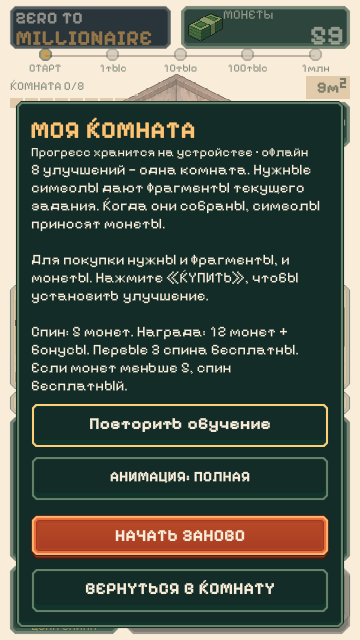 ZERO TO
MILLIONAIRE
МОНЕТЫ
89
СТАРТ
1тыс
10тыс
100тыс
1млн
КОМНАТА 0/8
9м²
МОЯ КОМНАТА
Прогресс хранится на устройстве · офлайн
8 улучшений — одна комната. Нужные
символы дают фрагменты текущего
задания. Когда они собраны, символы
приносят монеты.
Для покупки нужны и фрагменты, и
монеты. Нажмите «КУПИТЬ», чтобы
установить улучшение.
Спин: 8 монет. Награда: 12 монет +
бонусы. Первые 3 спина бесплатны.
Если монет меньше 8, спин
бесплатный.
Повторить обучение
АНИМАЦИЯ: ПОЛНАЯ
НАЧАТЬ ЗАНОВО
ВЕРНУТЬСЯ В КОМНАТУ